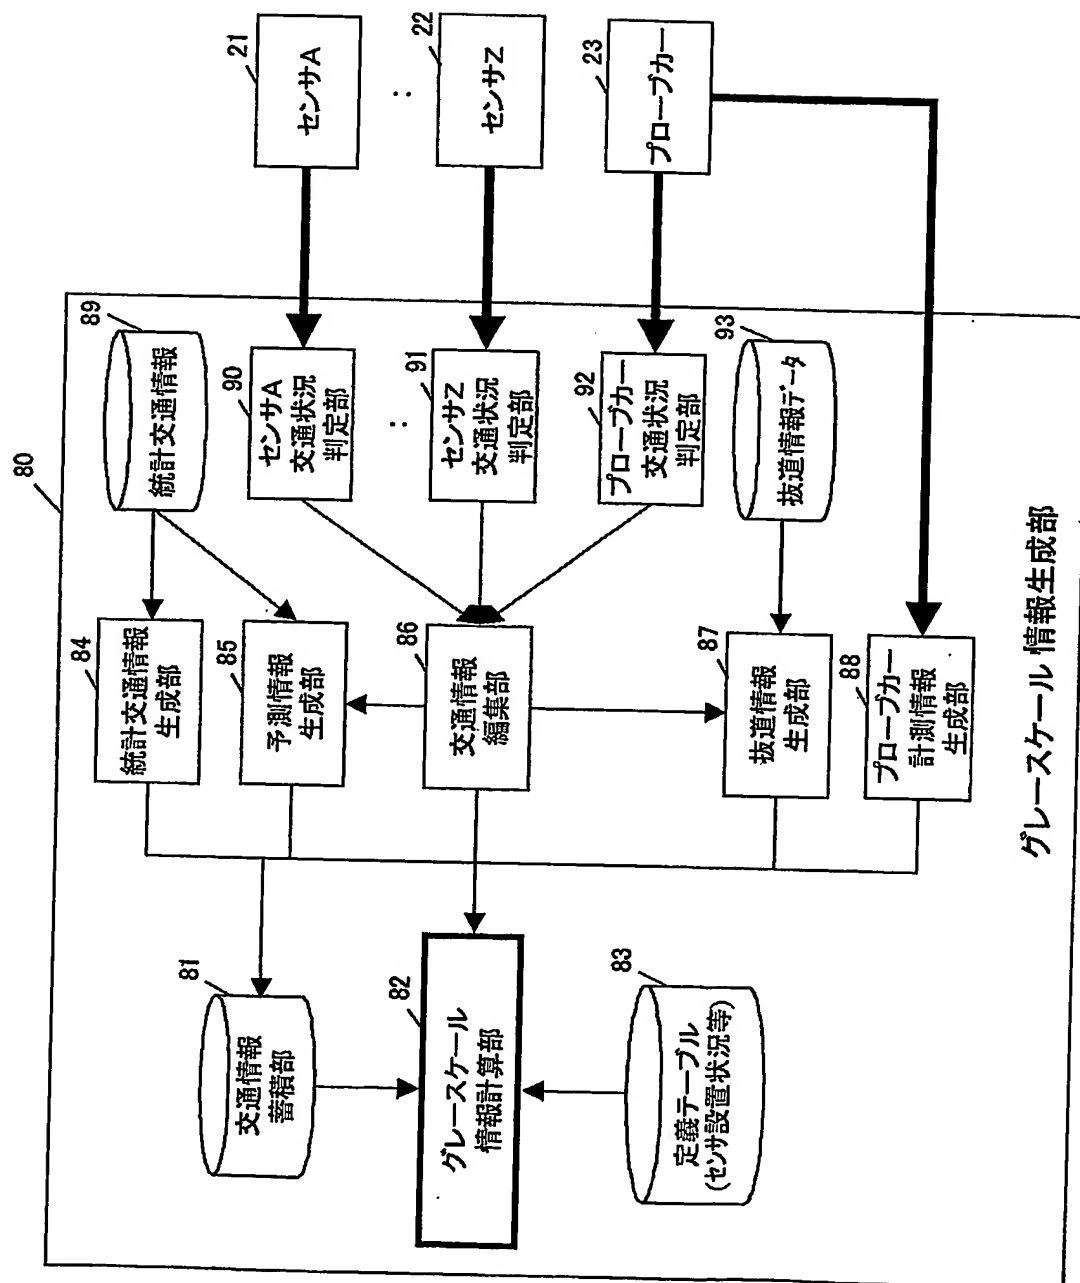 80
81
交通情報
蓄積部
82
グレースケール
情報計算部
83
定義テーブル
(センサ設置状況等)
84
統計交通情報
生成部
85
予測情報
生成部
86
交通情報
編集部
87
抜道情報
生成部
88
プローブカー
計測情報
生成部
89
統計交通情報
90
センサA
交通状況
判定部
:
91
センサZ
交通状況
判定部
92
プローブカー
交通状況
判定部
93
抜道情報データ
21
センサA
:
22
センサZ
23
プローブカー
グレースケール情報生成部